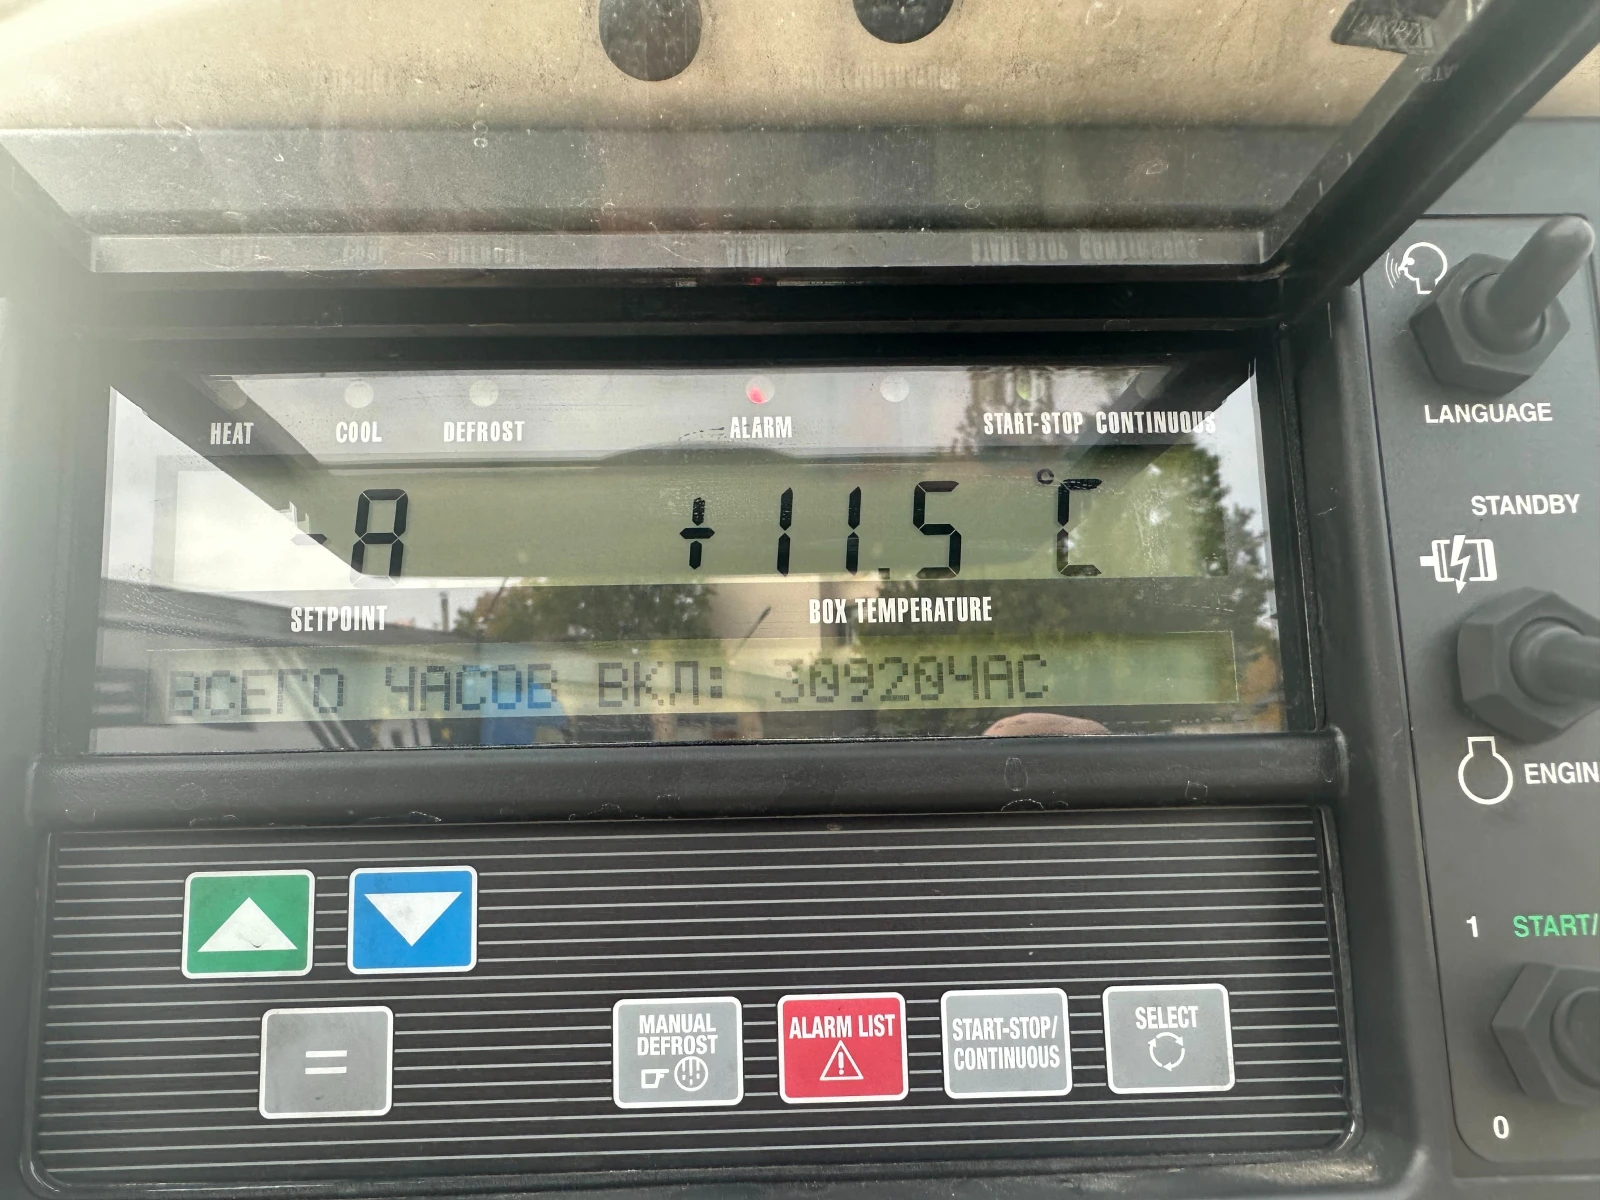 HEAT COOL DEFROST ALARM START-STOP CONTINUOUS
-8 +11.5 °C
SETPOINT BOX TEMPERATURE
ВСЕГО ЧАСОВ ВКЛ: 30920ЧАС
MANUAL DEFROST
ALARM LIST
START-STOP/
CONTINUOUS
SELECT
=
LANGUAGE
STANDBY
ENGIN
1 START/
0